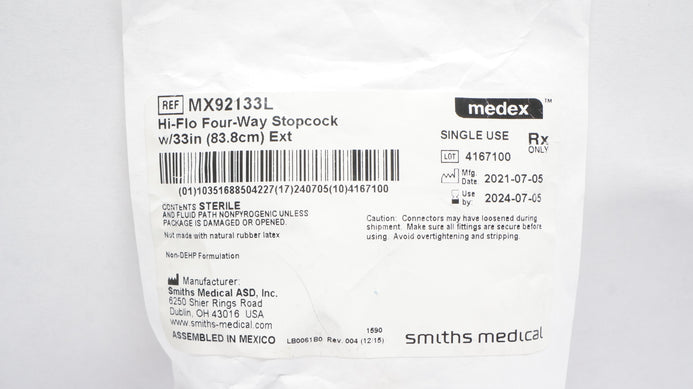 REF MX92133L
Hi-Flo Four-Way Stopcock
w/33in (83.8cm) Ext
(01)10351688504227(17)240705(10)4167100
CONTENTS STERILE
AND FLUID PATH NONPYROGENIC UNLESS
PACKAGE IS DAMAGED OR OPENED.
Not made with natural rubber latex
Non-DEHP Formulation
Manufacturer:
Smiths Medical ASD, Inc.
6250 Shier Rings Road
Dublin, OH 43016 USA
www.smiths-medical.com
ASSEMBLED IN MEXICO
medex™
SINGLE USE
Rx
ONLY
LOT 4167100
Mfg. Date 2021-07-05
Use by: 2024-07-05
Caution: Connectors may have loosened during
shipment. Make sure all fittings are secure before
using. Avoid overtightening and stripping.
1590
LB0061B0 Rev. 004 (12/16)
smiths medical